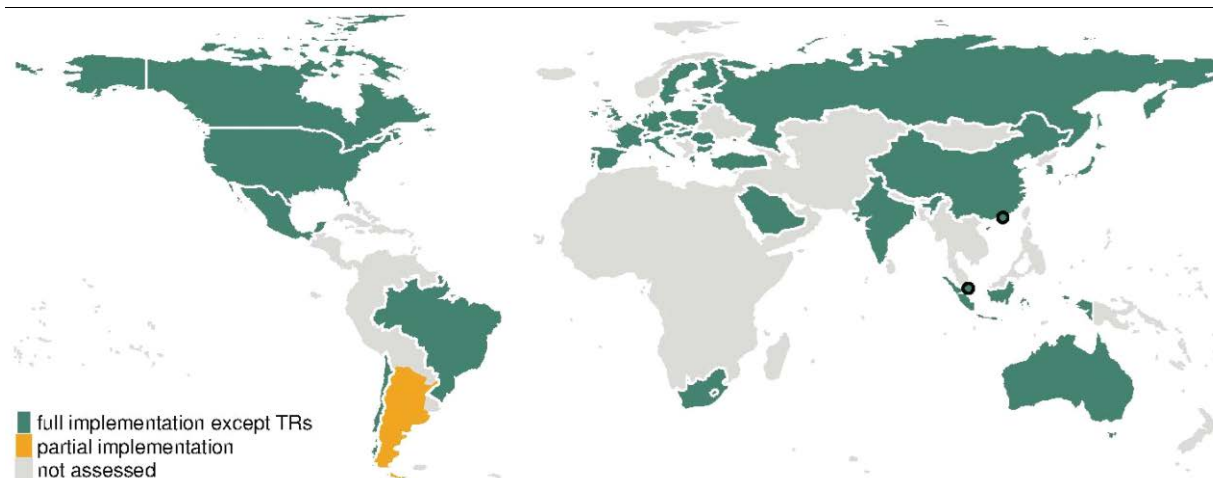 full implementation except TRs
partial implementation
not assessed